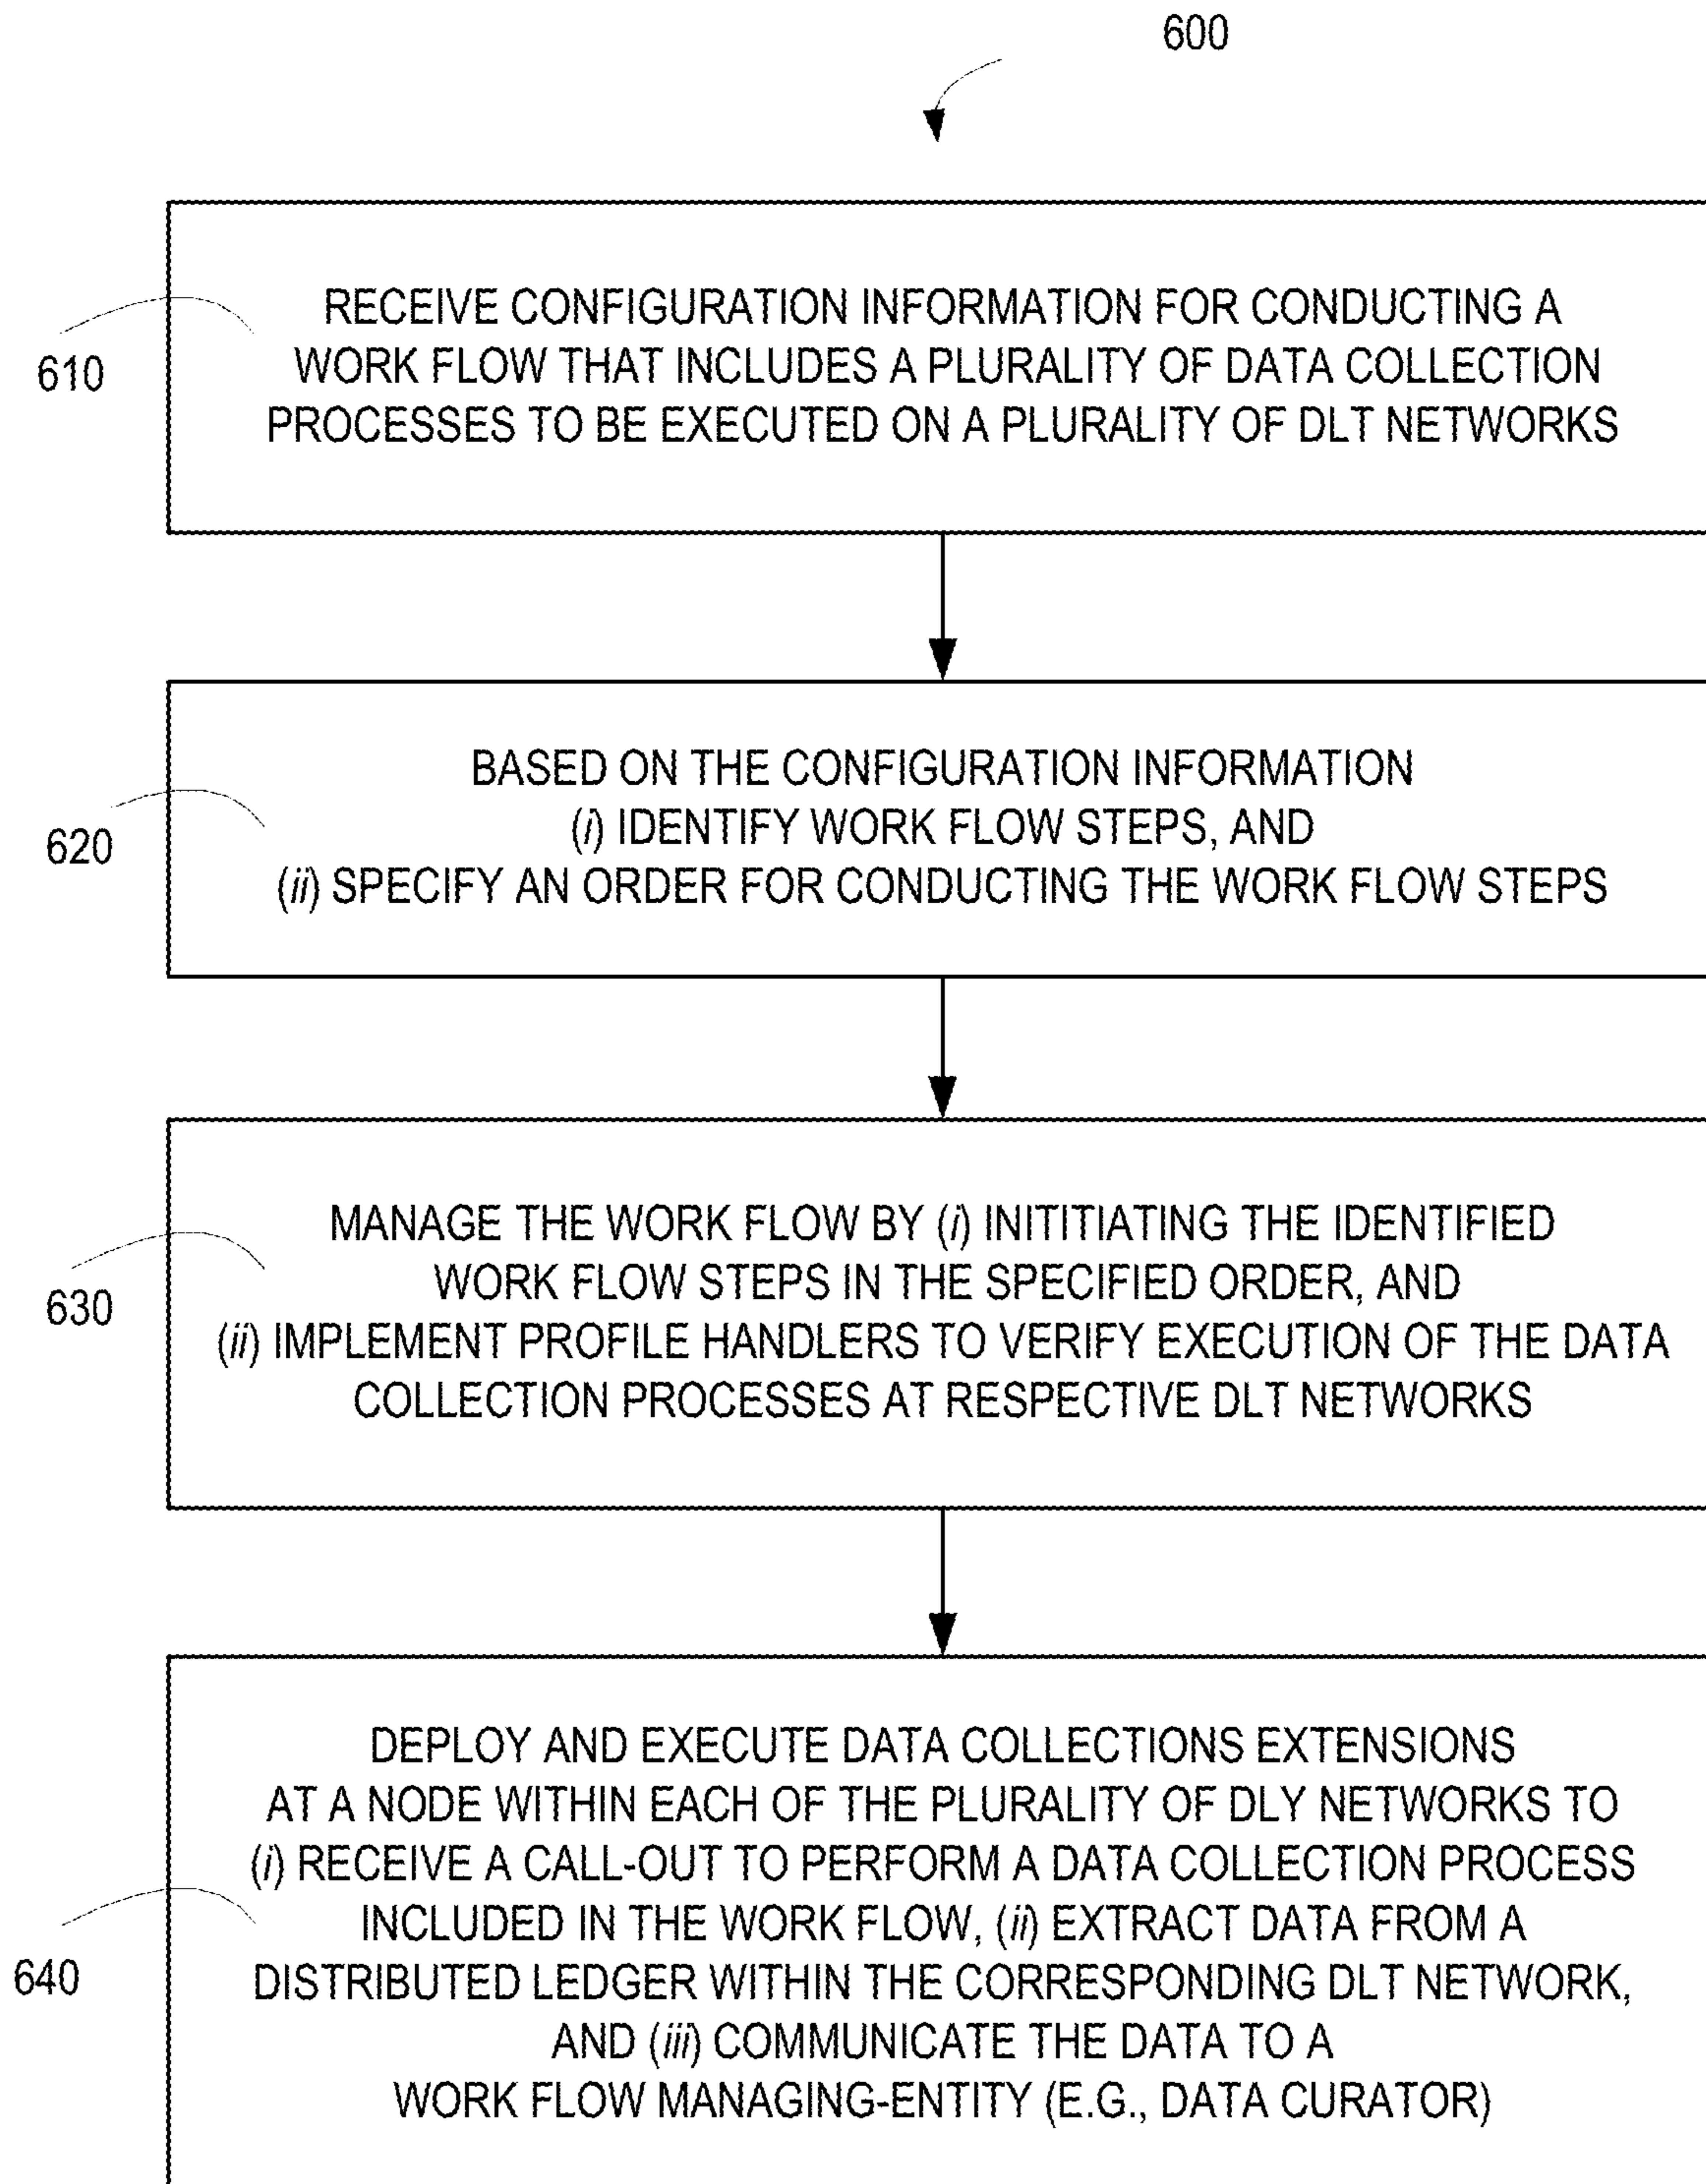 600
610
RECEIVE CONFIGURATION INFORMATION FOR CONDUCTING A
WORK FLOW THAT INCLUDES A PLURALITY OF DATA COLLECTION
PROCESSES TO BE EXECUTED ON A PLURALITY OF DLT NETWORKS
620
BASED ON THE CONFIGURATION INFORMATION
(i) IDENTIFY WORK FLOW STEPS, AND
(ii) SPECIFY AN ORDER FOR CONDUCTING THE WORK FLOW STEPS
630
MANAGE THE WORK FLOW BY (i) INITITIATING THE IDENTIFIED
WORK FLOW STEPS IN THE SPECIFIED ORDER, AND
(ii) IMPLEMENT PROFILE HANDLERS TO VERIFY EXECUTION OF THE DATA
COLLECTION PROCESSES AT RESPECTIVE DLT NETWORKS
640
DEPLOY AND EXECUTE DATA COLLECTIONS EXTENSIONS
AT A NODE WITHIN EACH OF THE PLURALITY OF DLY NETWORKS TO
(i) RECEIVE A CALL-OUT TO PERFORM A DATA COLLECTION PROCESS
INCLUDED IN THE WORK FLOW, (ii) EXTRACT DATA FROM A
DISTRIBUTED LEDGER WITHIN THE CORRESPONDING DLT NETWORK,
AND (iii) COMMUNICATE THE DATA TO A
WORK FLOW MANAGING-ENTITY (E.G., DATA CURATOR)